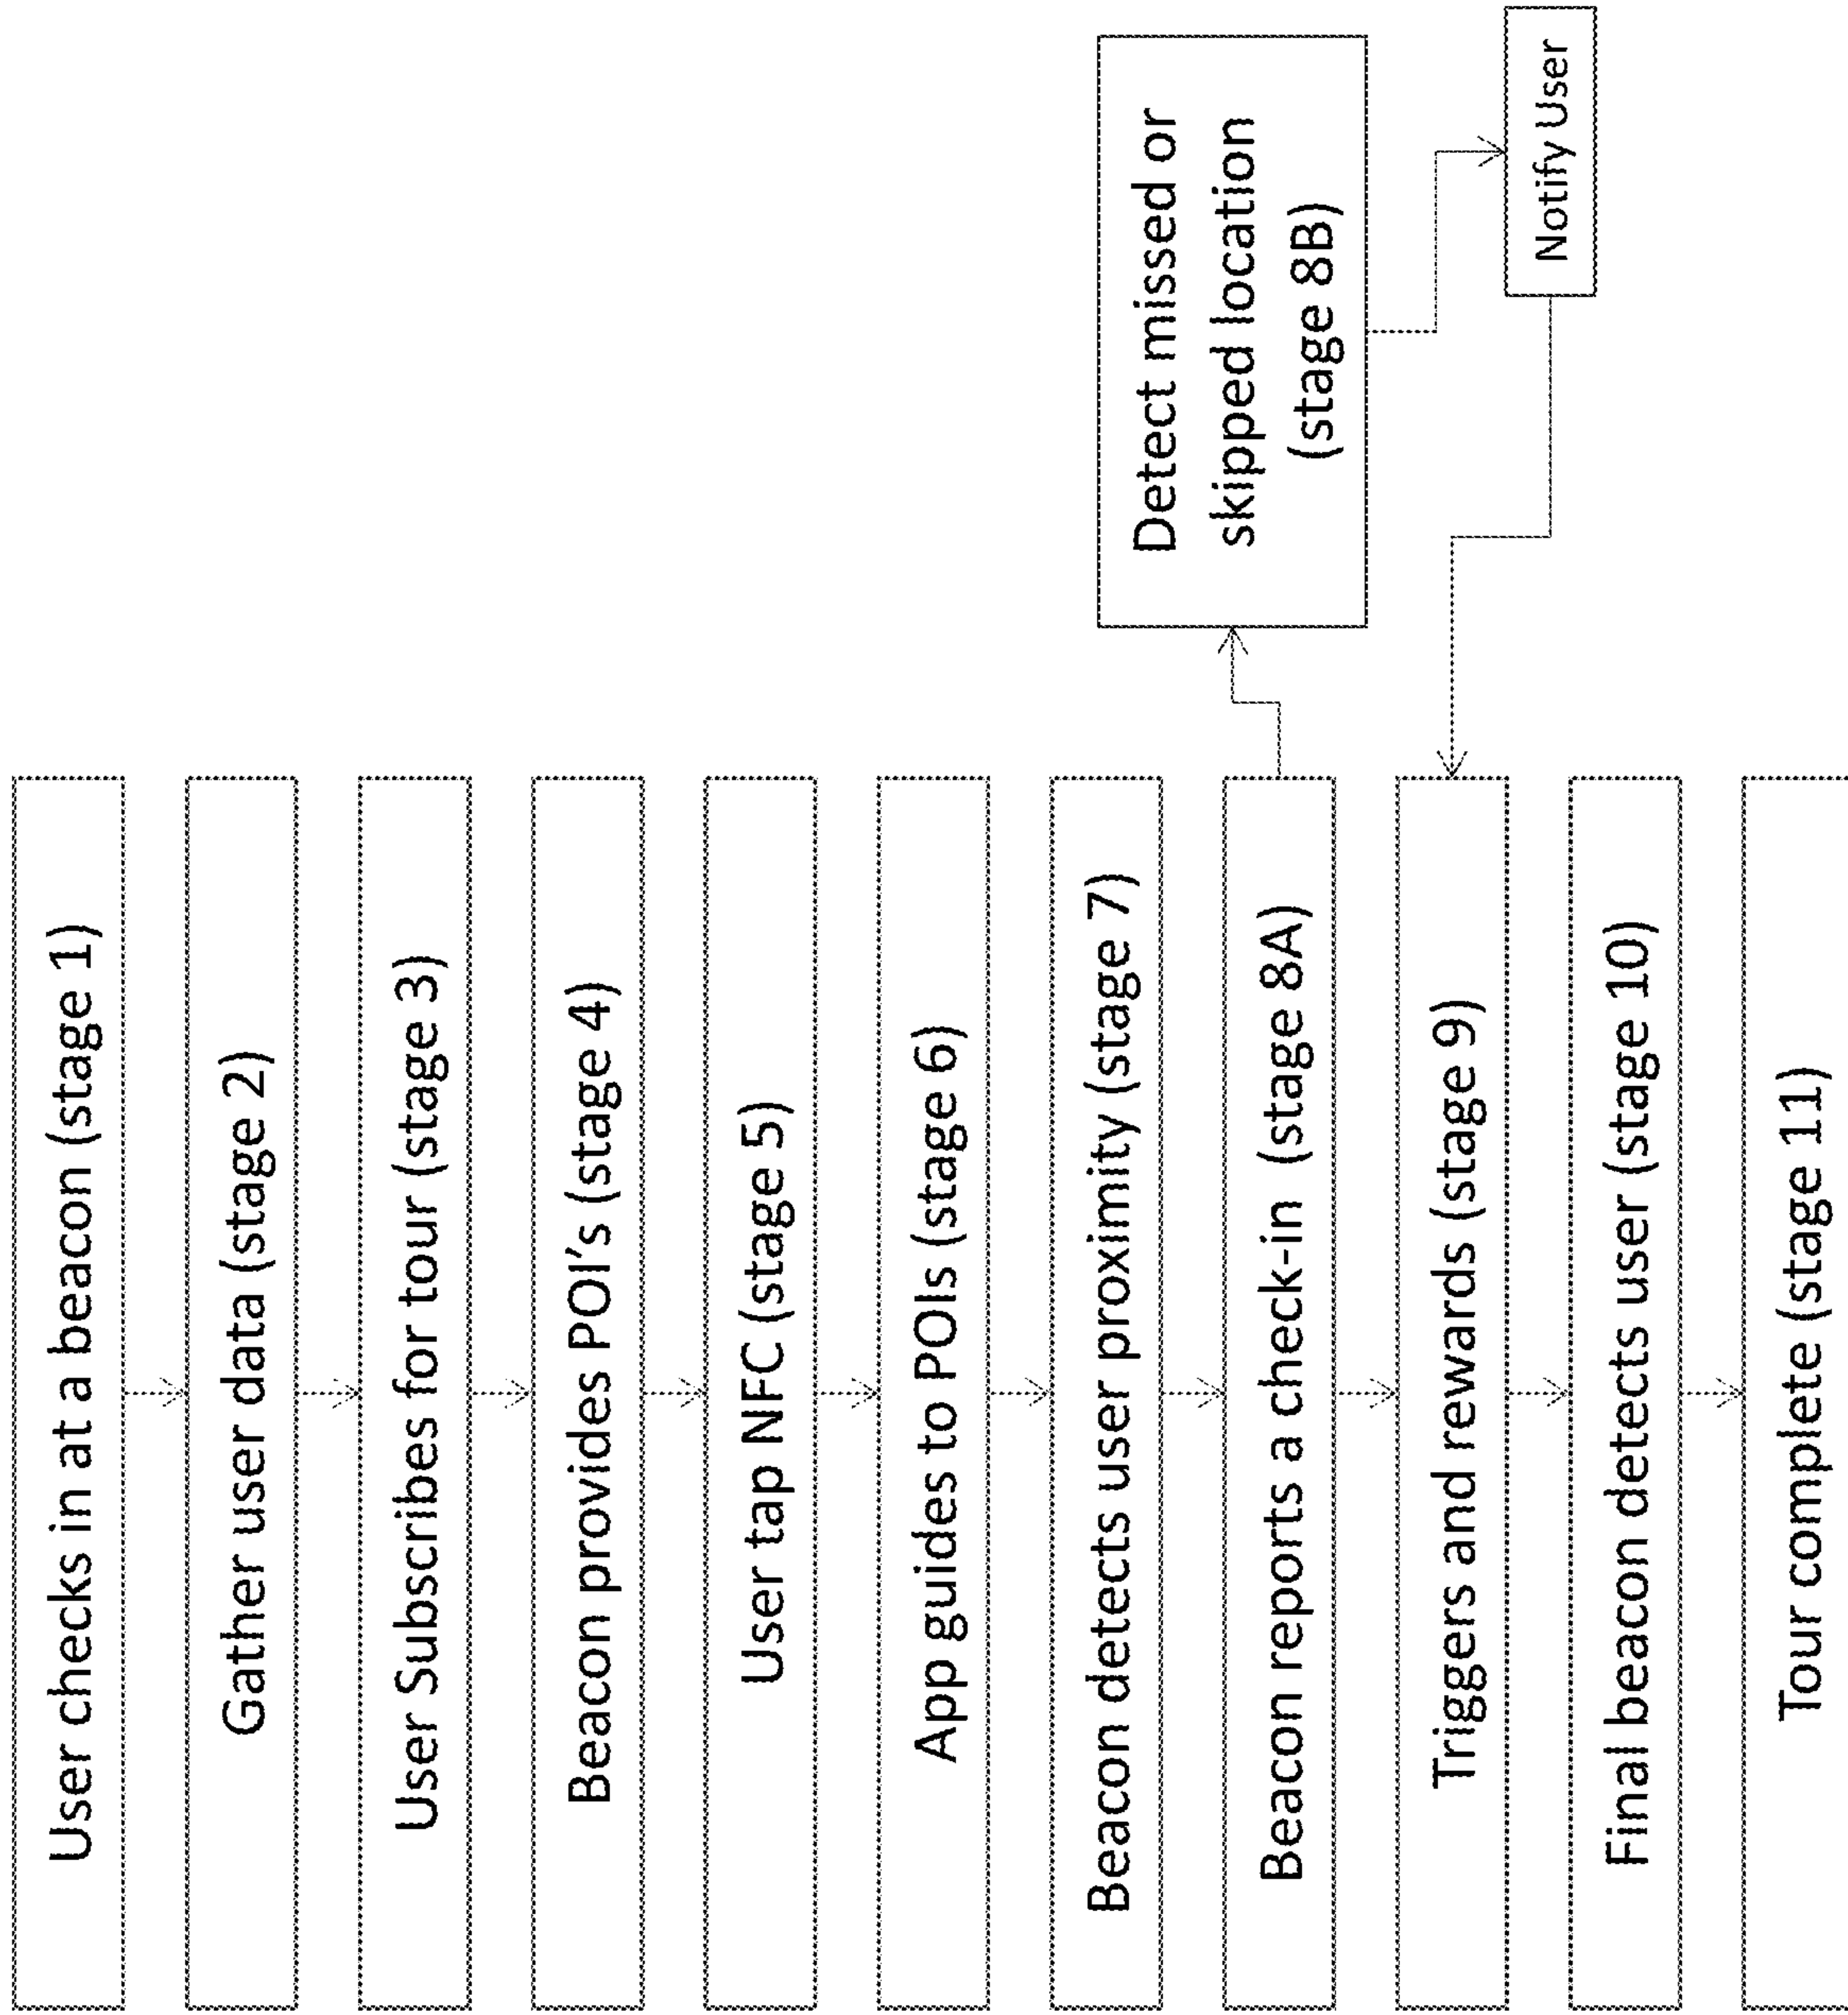 User checks in at a beacon (stage 1)
Gather user data (stage 2)
User Subscribes for tour (stage 3)
Beacon provides POI's (stage 4)
User tap NFC (stage 5)
App guides to POIs (stage 6)
Beacon detects user proximity (stage 7)
Beacon reports a check-in (stage 8A)
Detect missed or
skipped location
(stage 8B)
Notify User
Triggers and rewards (stage 9)
Final beacon detects user (stage 10)
Tour complete (stage 11)